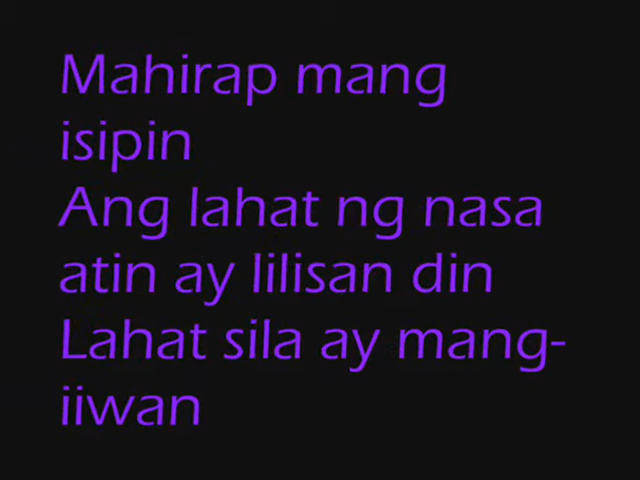 Mahirap mang
isipin
Ang lahat ng nasa
atin ay lilisan din
Lahat sila ay mang-
iiwan